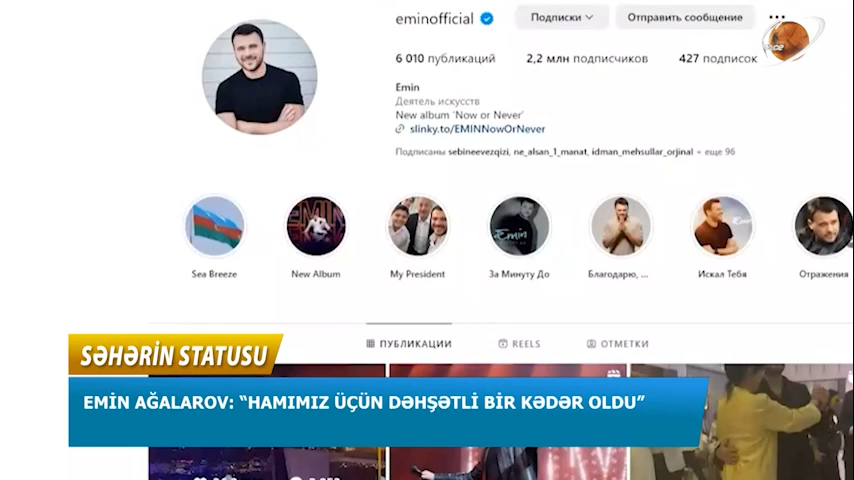 eminofficial
Подписки
Отправить сообщение
6 010 публикаций
2,2 млн подписчиков
427 подписок
Emin
Деятель искусств
New album 'Now or Never'
slinky.to/EMINNowOrNever
Подписаны sebineevezqizi, ne_alsan_1_manat, idman_mehsullar_orjinal + еще 96
EMIN
Emin
Sea Breeze
New Album
My President
За Минуту До
Благодарю, ...
Искал Тебя
Отражения
ПУБЛИКАЦИИ
REELS
ОТМЕТКИ
SƏHƏRİN STATUSU
EMİN AĞALAROV: “HAMIMIZ ÜÇÜN DƏHŞƏTLİ BİR KƏDƏR OLDU”